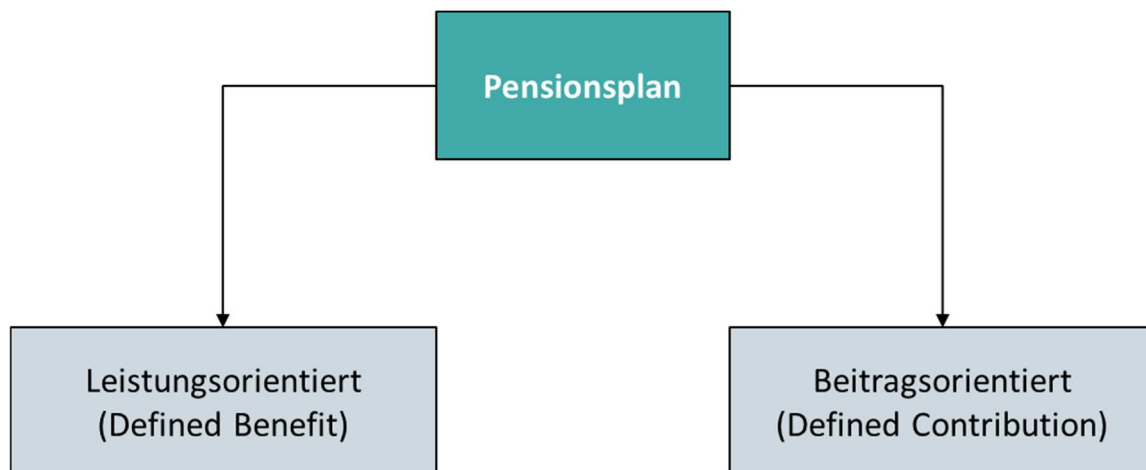 Pensionsplan
Leistungsorientiert
(Defined Benefit)
Beitragsorientiert
(Defined Contribution)